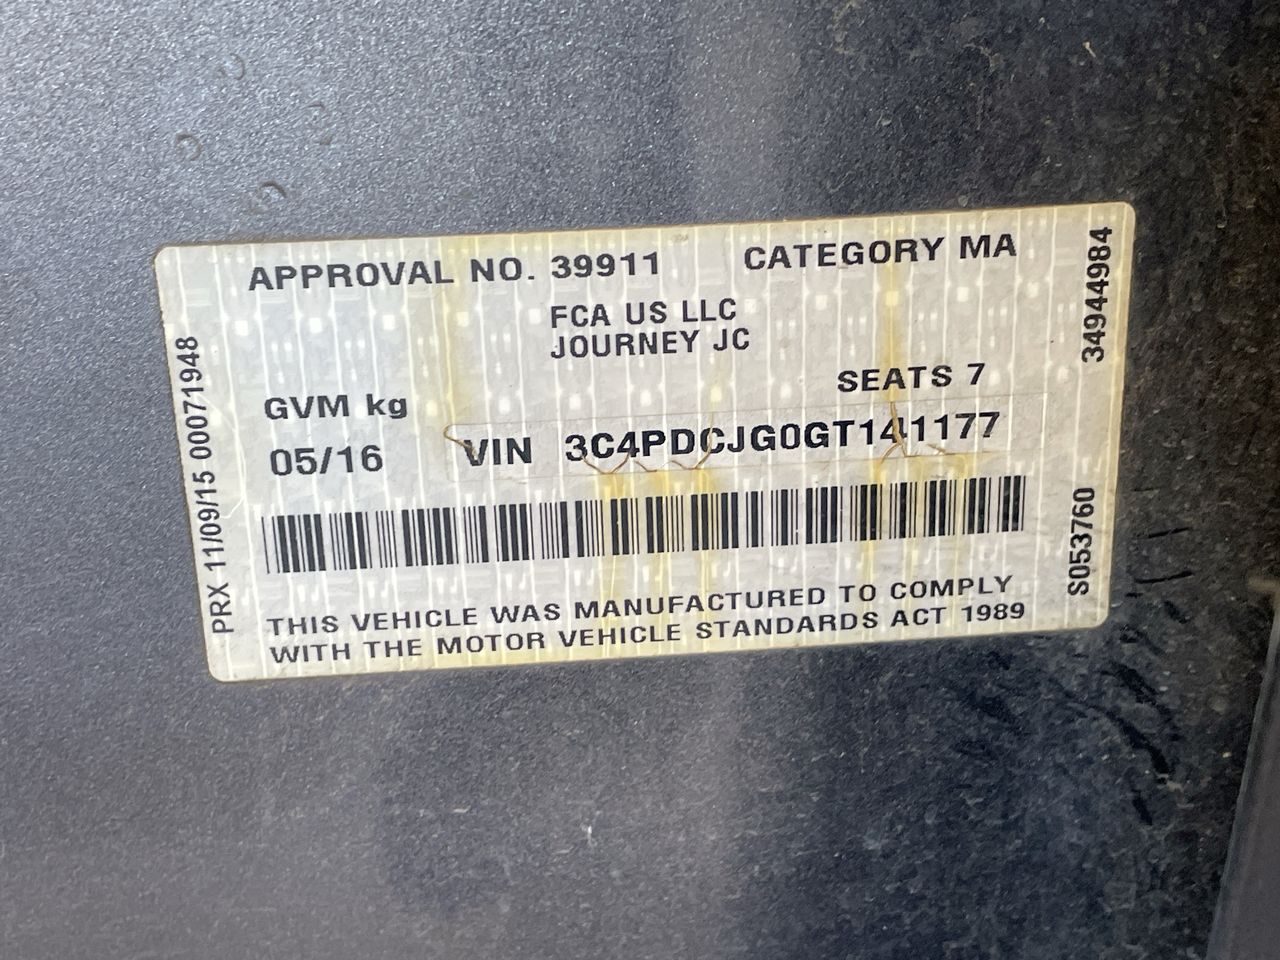 APPROVAL NO. 39911 CATEGORY MA
FCA US LLC
JOURNEY JC
SEATS 7
GVM kg
05/16 VIN 3C4PDCJG0GT141177
THIS VEHICLE WAS MANUFACTURED TO COMPLY
WITH THE MOTOR VEHICLE STANDARDS ACT 1989
PRX 11/09/15 00071948
34944984
S053760